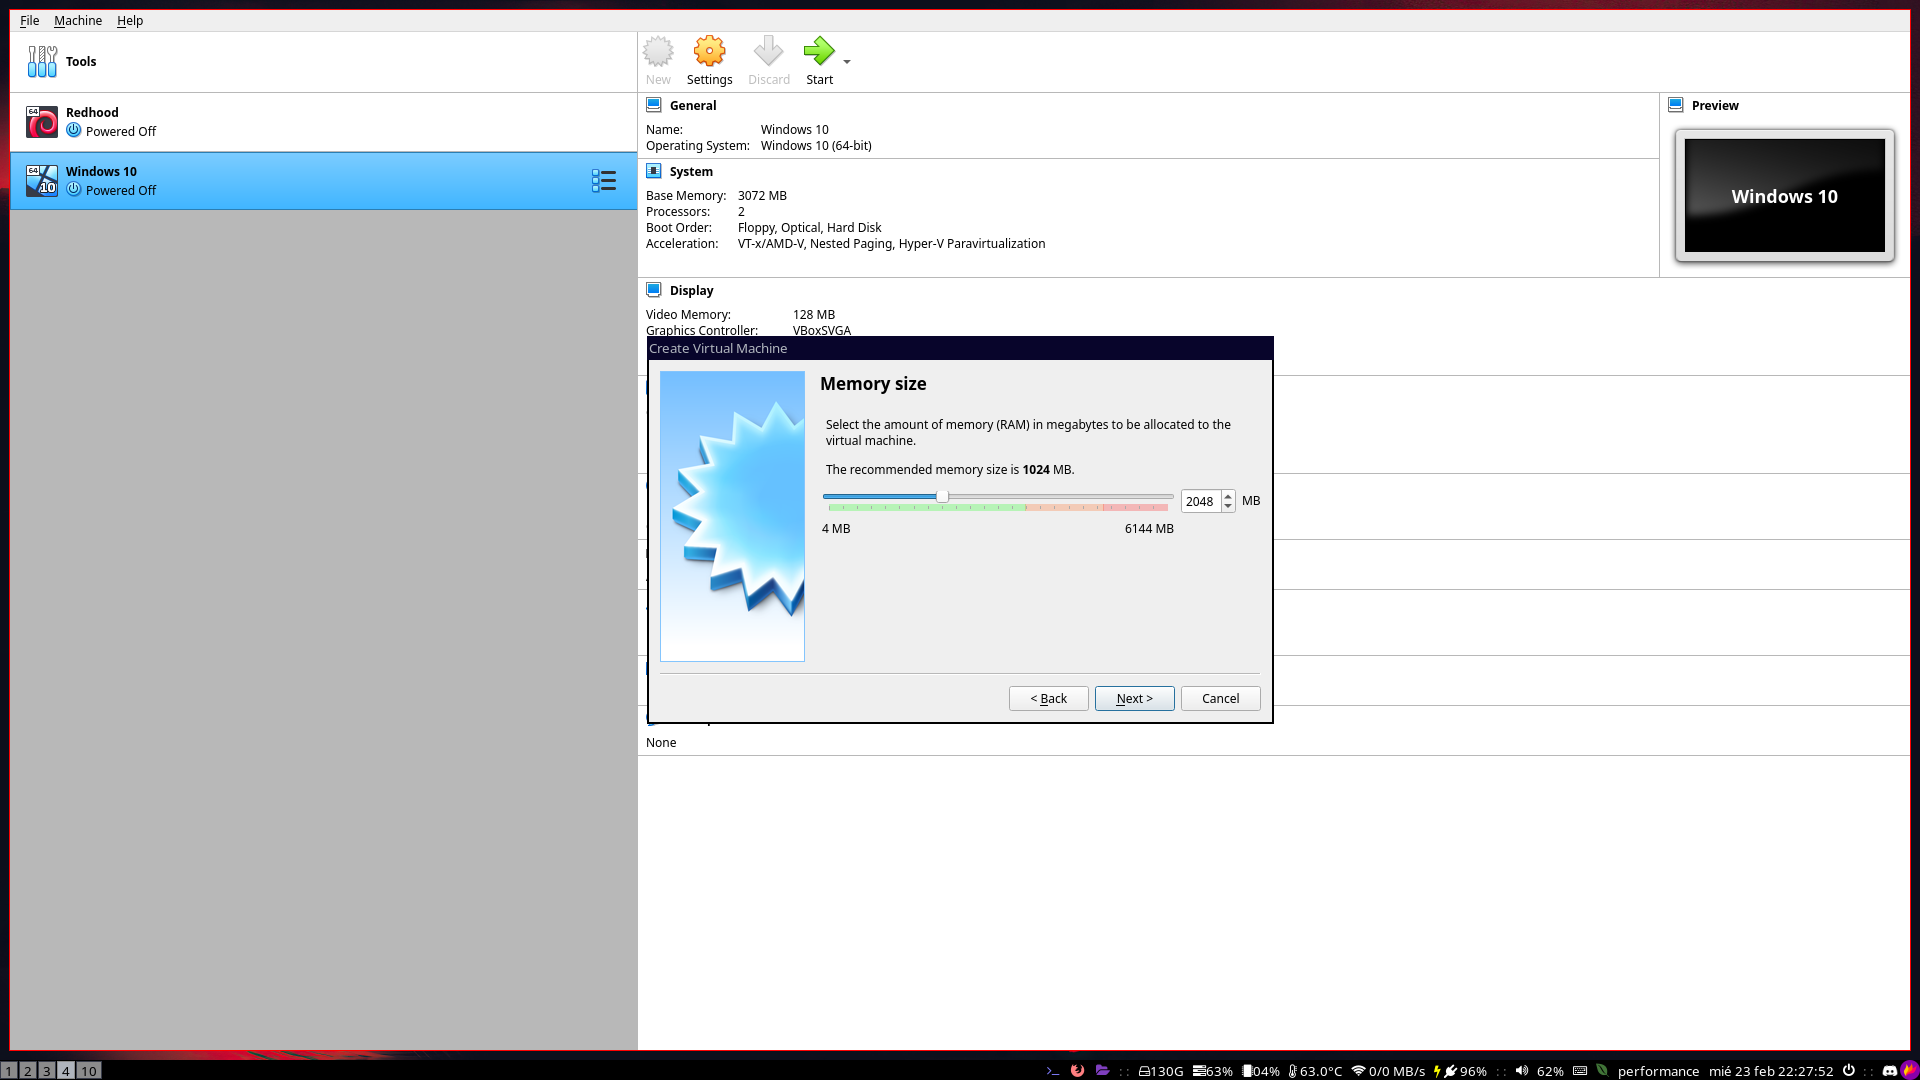 File Machine Help
Tools
New Settings Discard Start
64
Redhood
Powered Off
64
10
Windows 10
Powered Off
General
Name: Windows 10
Operating System: Windows 10 (64-bit)
System
Base Memory: 3072 MB
Processors: 2
Boot Order: Floppy, Optical, Hard Disk
Acceleration: VT-x/AMD-V, Nested Paging, Hyper-V Paravirtualization
Preview
Windows 10
Display
Video Memory: 128 MB
Graphics Controller: VBoxSVGA
Create Virtual Machine
Memory size
Select the amount of memory (RAM) in megabytes to be allocated to the
virtual machine.
The recommended memory size is 1024 MB.
2048 MB
4 MB 6144 MB
< Back Next > Cancel
None
1 2 3 4 10 >_ :: 130G 63% 04% 63.0°C 0/0 MB/s 96% :: 62% performance mié 23 feb 22:27:52 ::